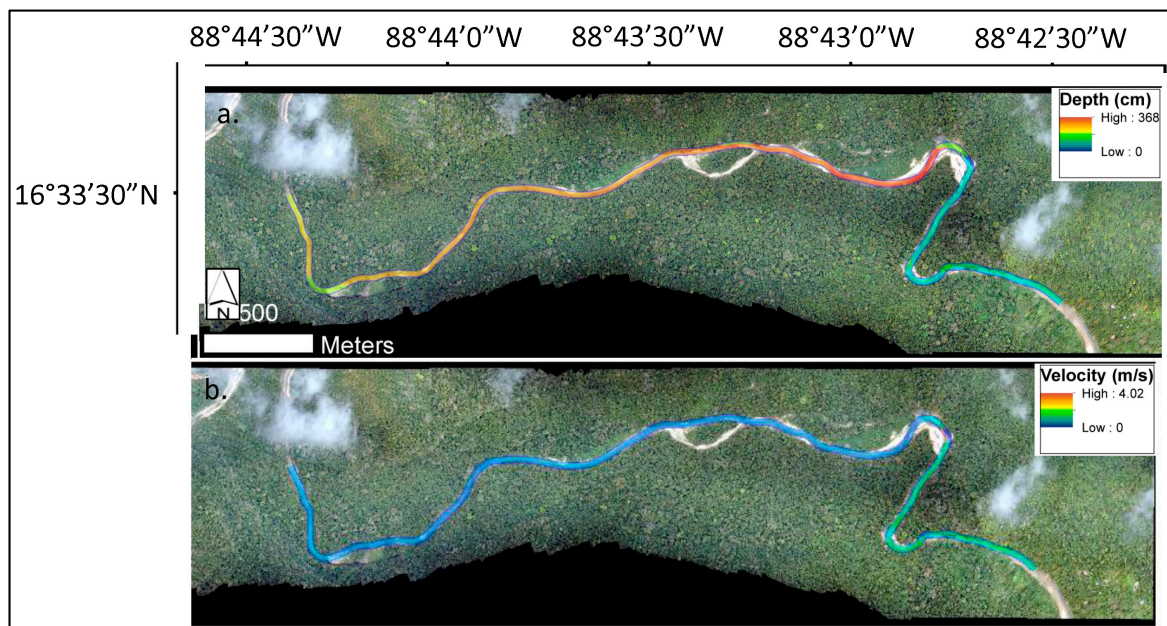 88°44’30”W 88°44’0”W 88°43’30”W 88°43’0”W 88°42’30”W
a.
Depth (cm)
High : 368
Low : 0
16°33’30”N
N
500
Meters
b.
Velocity (m/s)
High : 4.02
Low : 0